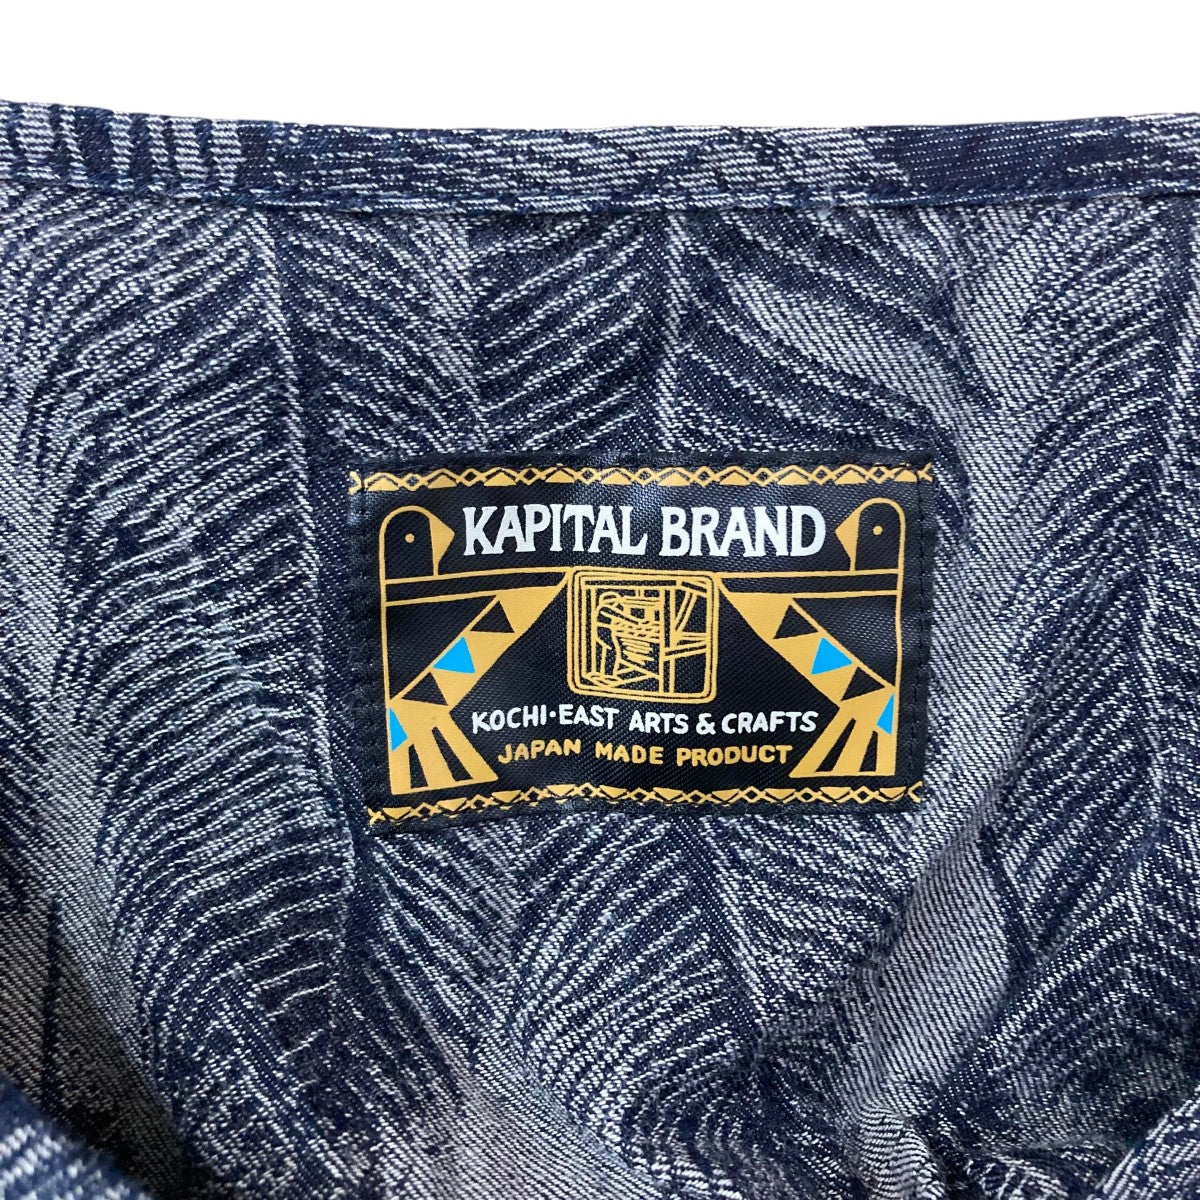 KAPITAL BRAND
KOCHI·EAST ARTS & CRAFTS
JAPAN MADE PRODUCT